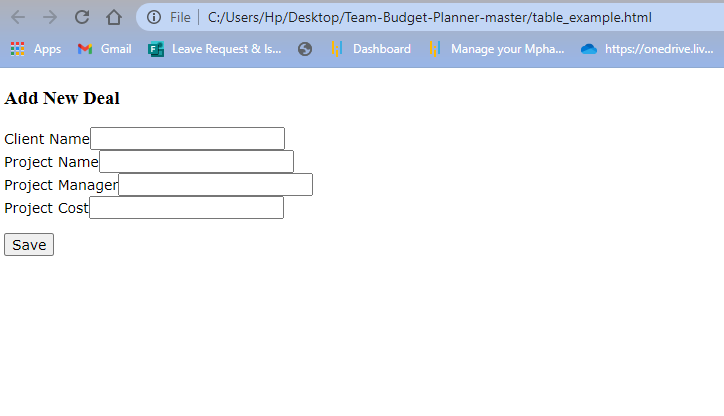 File C:/Users/Hp/Desktop/Team-Budget-Planner-master/table_example.html
Apps Gmail Leave Request & Is... Dashboard Manage your Mpha... https://onedrive.liv...
Add New Deal
Client Name
Project Name
Project Manager
Project Cost
Save